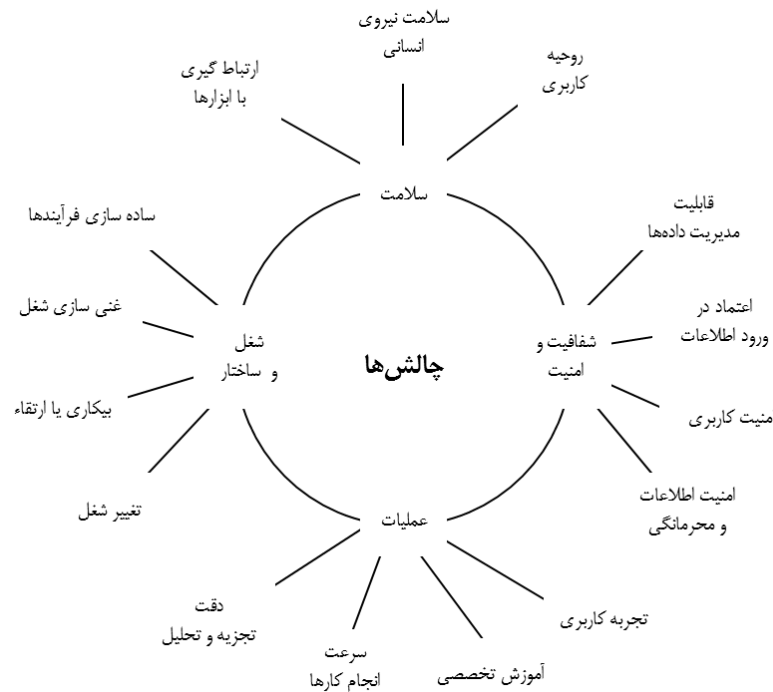 سلامت نیروی
انسانی
روحیه
کاربری
ارتباط گیری
با ابزارها
سلامت
قابلیت
مدیریت داده‌ها
ساده سازی فرآیندها
اعتماد در
ورود اطلاعات
غنی سازی شغل
شفافیت و
امنیت
شغل
و ساختار
چالش‌ها
منیت کاربری
بیکاری یا ارتقاء
امنیت اطلاعات
و محرمانگی
تغییر شغل
عملیات
تجربه کاربری
دقت
تجزیه و تحلیل
سرعت
انجام کارها
آموزش تخصصی